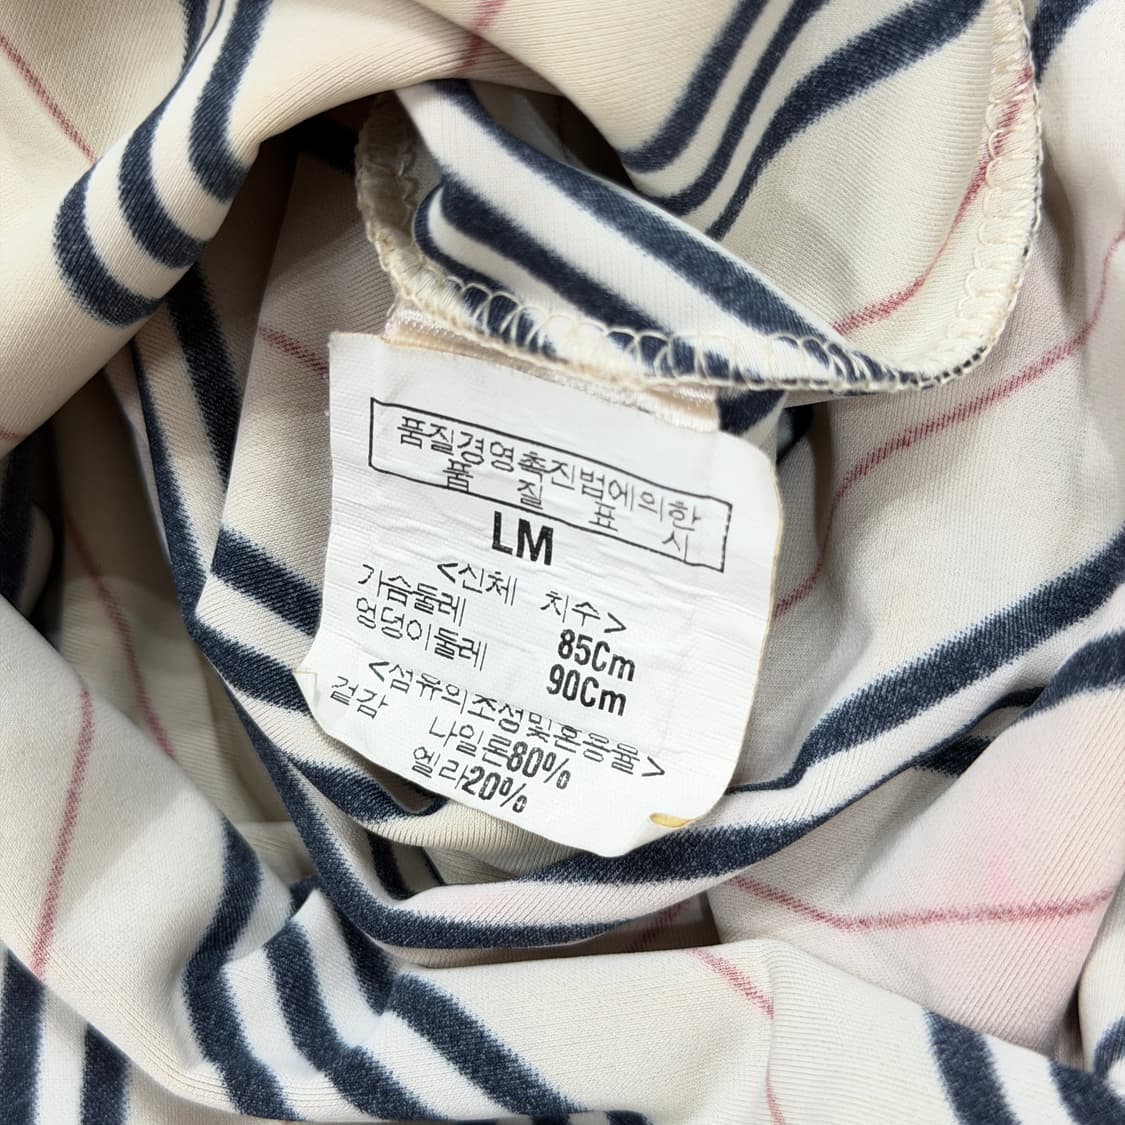 품질경영촉진법에의한
품 질 표 시
LM
<신체 치수>
가슴둘레 85Cm
엉덩이둘레 90Cm
<섬유의조성및혼용율>
겉감
나일론80%
엘라20%